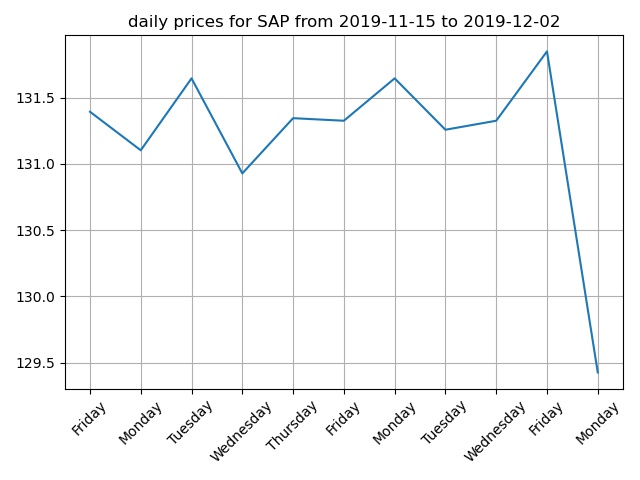 daily prices for SAP from 2019-11-15 to 2019-12-02
131.5
131.0
130.5
130.0
129.5
Friday
Monday
Tuesday
Wednesday
Thursday
Friday
Monday
Tuesday
Wednesday
Friday
Monday